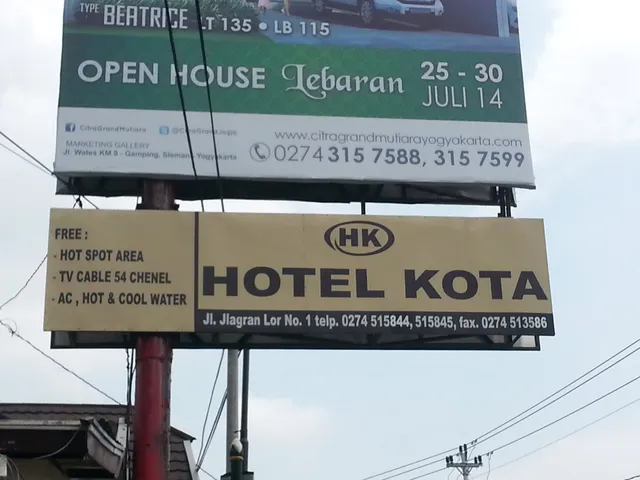 TYPE BEATRICE LT 135 • LB 115
OPEN HOUSE Lebaran 25 - 30 JULI 14
CitraGrandMutiara @CitraGrandJogja
MARKETING GALLERY
Jl. Wates KM 9 - Gamping, Sleman, Yogyakarta
www.citragrandmutiarayogyakarta.com
0274 315 7588, 315 7599
FREE :
- HOT SPOT AREA
- TV CABLE 54 CHENEL
- AC , HOT & COOL WATER
HK
HOTEL KOTA
Jl. Jlagran Lor No. 1 telp. 0274 515844, 515845, fax. 0274 513586